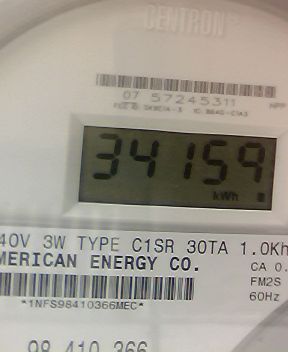 CENTRON®
07 57245311
34159
kWh
40V 3W TYPE C1SR 30TA 1.0Kh
MERICAN ENERGY CO.
CA 0.
FM2S
60Hz
*1NFS98410366MEC*
98 410 366